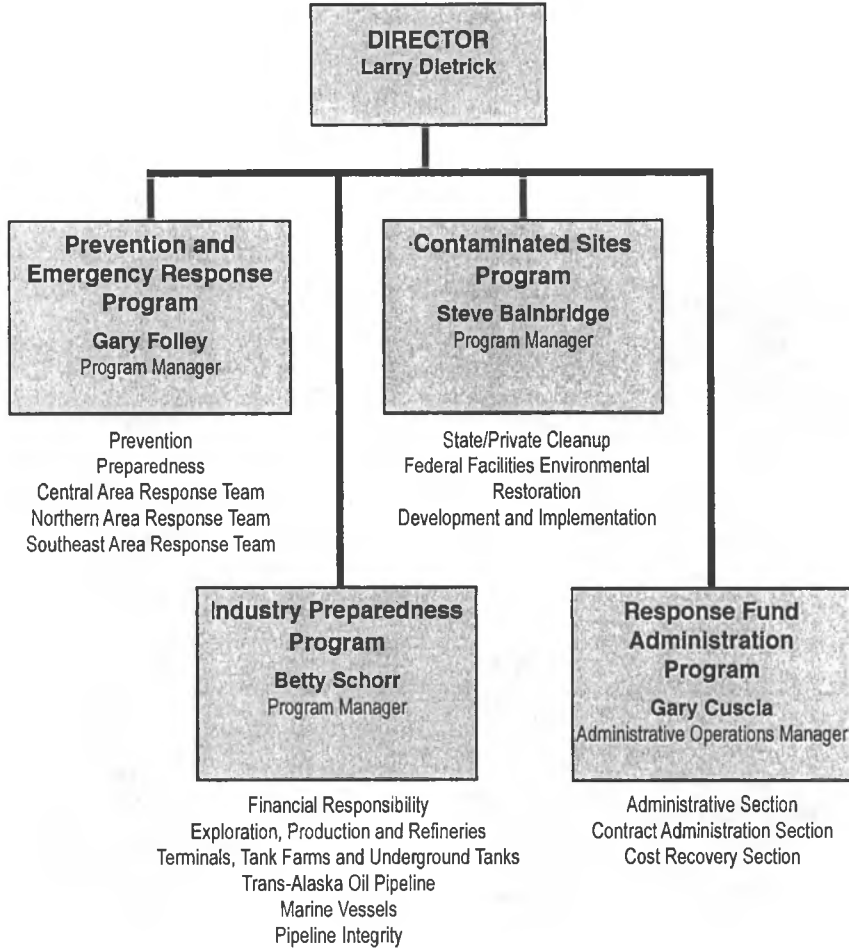 DIRECTOR
Larry Dietrick
Prevention and
Emergency Response
Program
Gary Folley
Program Manager
Prevention
Preparedness
Central Area Response Team
Northern Area Response Team
Southeast Area Response Team
Contaminated Sites
Program
Steve Bainbridge
Program Manager
State/Private Cleanup
Federal Facilities Environmental
Restoration
Development and Implementation
Industry Preparedness
Program
Betty Schorr
Program Manager
Financial Responsibility
Exploration, Production and Refineries
Terminals, Tank Farms and Underground Tanks
Trans-Alaska Oil Pipeline
Marine Vessels
Pipeline Integrity
Response Fund
Administration
Program
Gary Cuscia
Administrative Operations Manager
Administrative Section
Contract Administration Section
Cost Recovery Section